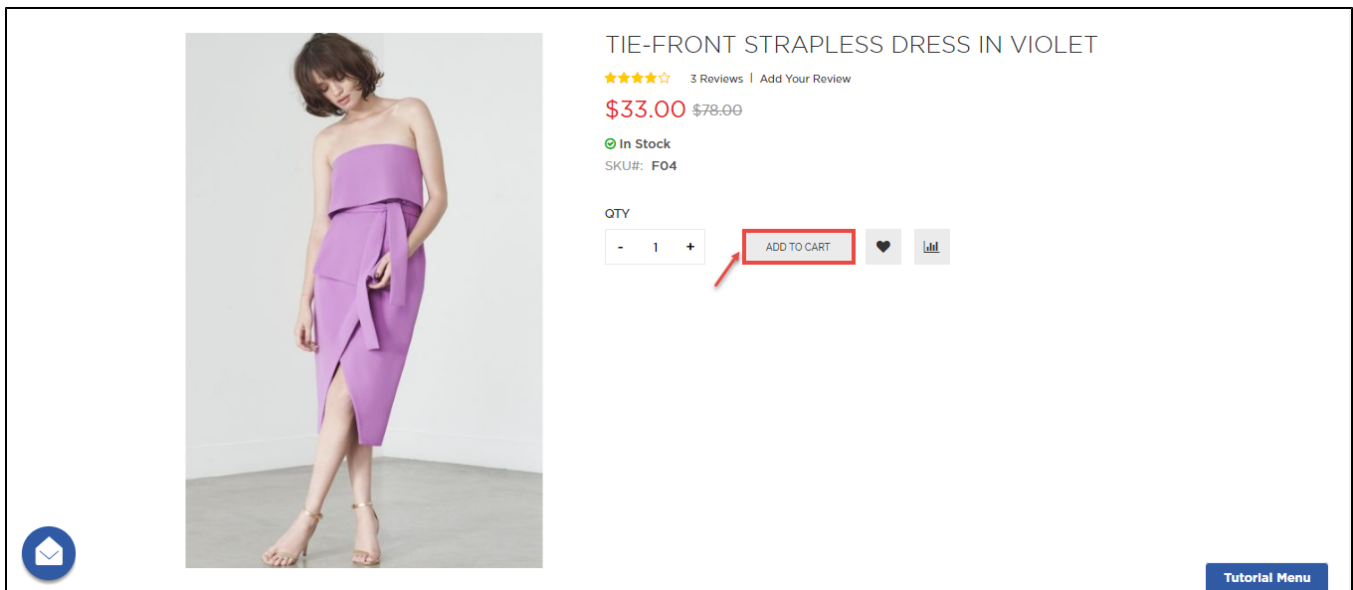 TIE-FRONT STRAPLESS DRESS IN VIOLET
3 Reviews | Add Your Review
$33.00 $78.00
In Stock
SKU#: F04
QTY
- 1 + ADD TO CART
Tutorial Menu